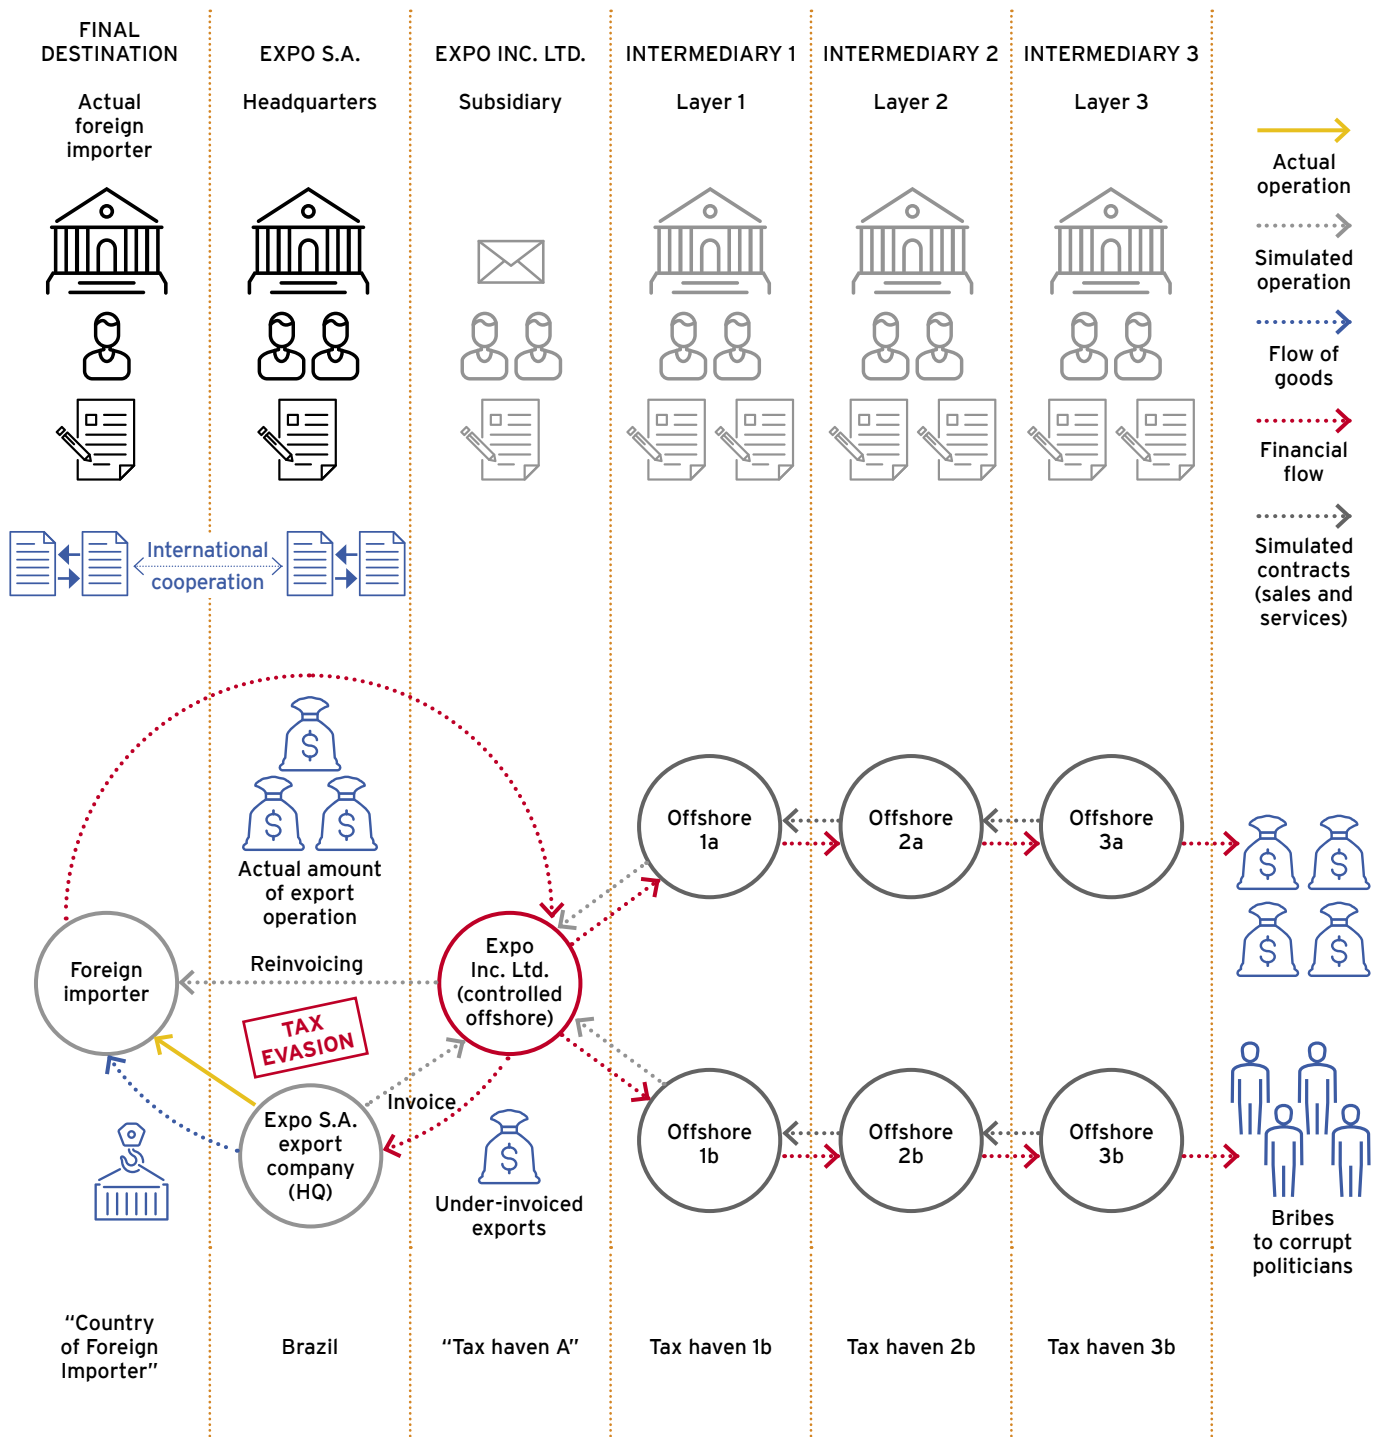 FINAL
DESTINATION
Actual
foreign
importer
EXPO S.A.
Headquarters
EXPO INC. LTD.
Subsidiary
INTERMEDIARY 1
Layer 1
INTERMEDIARY 2
Layer 2
INTERMEDIARY 3
Layer 3
Actual
operation
Simulated
operation
Flow of
goods
Financial
flow
Simulated
contracts
(sales and
services)
International
cooperation
$
$
$
Actual amount
of export
operation
Foreign
importer
Reinvoicing
TAX
EVASION
Expo
Inc. Ltd.
(controlled
offshore)
Invoice
Expo S.A.
export
company
(HQ)
$
Under-invoiced
exports
Offshore
1a
Offshore
2a
Offshore
3a
$
$
$
$
Offshore
1b
Offshore
2b
Offshore
3b
Bribes
to corrupt
politicians
“Country
of Foreign
Importer”
Brazil
“Tax haven A”
Tax haven 1b
Tax haven 2b
Tax haven 3b